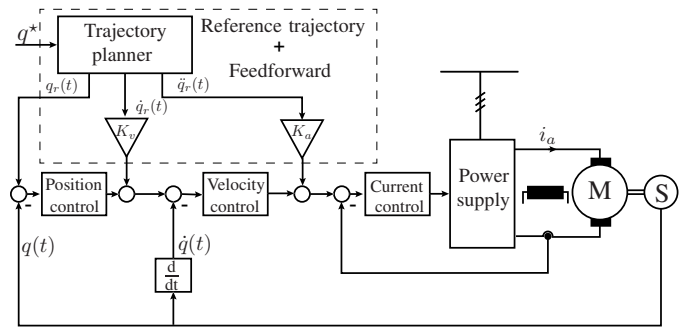 q⋆
Trajectory
planner
Reference trajectory
+
Feedforward
q_r(t)
q̇_r(t)
q̈_r(t)
K_v
K_a
Position
control
Velocity
control
Current
control
Power
supply
i_a
M
S
-
-
-
q(t)
q̇(t)
d
dt